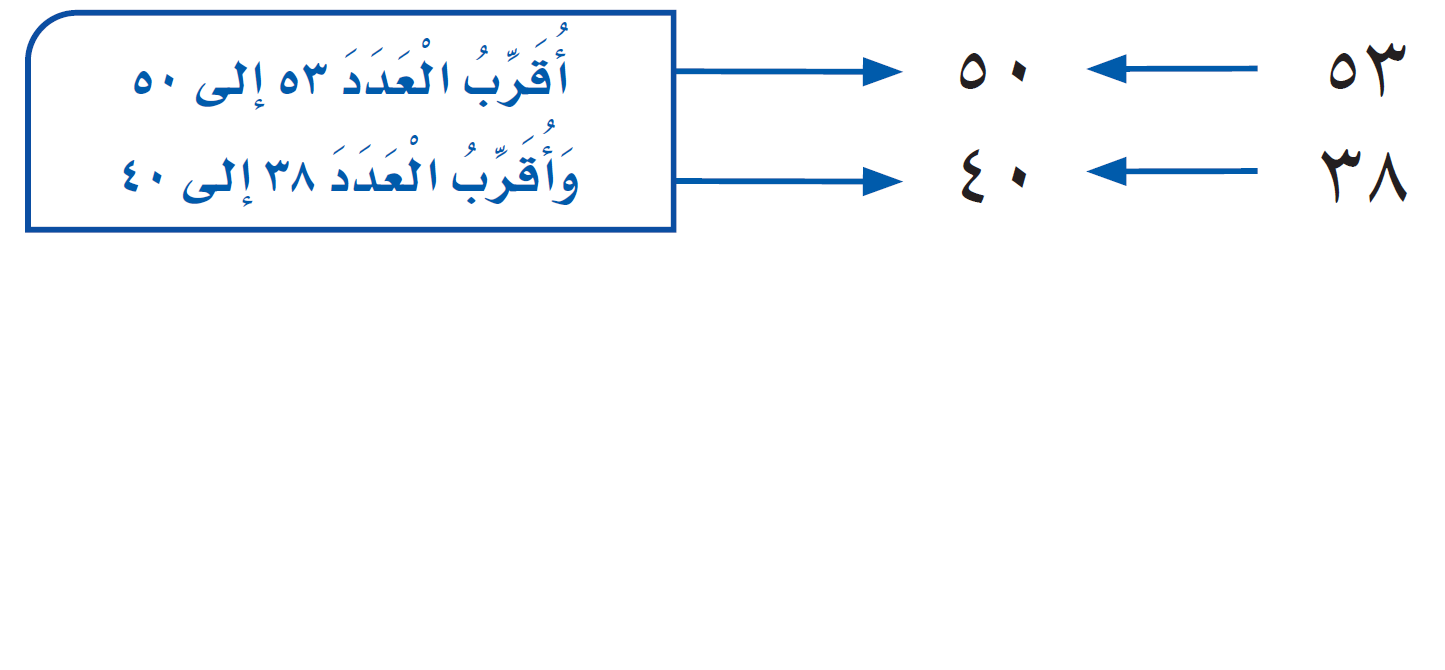 ٥٣ ← ٥٠
أُقَرِّبُ الْعَدَدَ ٥٣ إلى ٥٠
٣٨ ← ٤٠
وَأُقَرِّبُ الْعَدَدَ ٣٨ إلى ٤٠